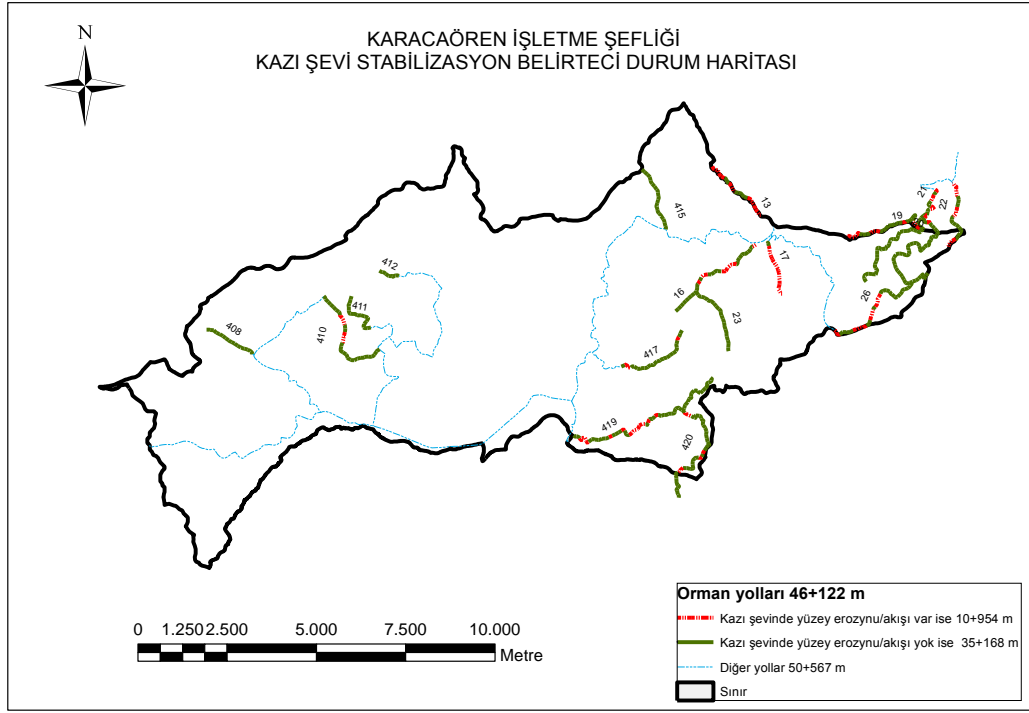 N
KARACAÖREN İŞLETME ŞEFLİĞİ
KAZI ŞEVİ STABİLİZASYON BELİRTECİ DURUM HARİTASI
13
415
21
22
19
17
412
16
26
411
23
408
410
417
419
420
Orman yolları 46+122 m
Kazı şevinde yüzey erozynu/akışı var ise 10+954 m
Kazı şevinde yüzey erozynu/akışı yok ise 35+168 m
Diğer yollar 50+567 m
Sınır
0 1.250 2.500 5.000 7.500 10.000
Metre